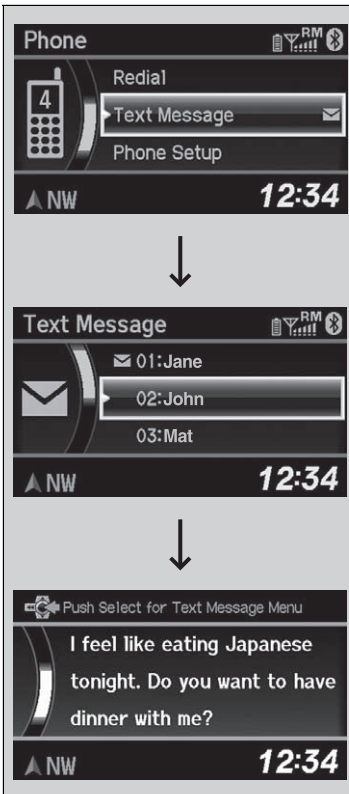 Phone
RM
4
Redial
Text Message
Phone Setup
NW
12:34
Text Message
RM
01:Jane
02:John
03:Mat
NW
12:34
Push Select for Text Message Menu
I feel like eating Japanese
tonight. Do you want to have
dinner with me?
NW
12:34